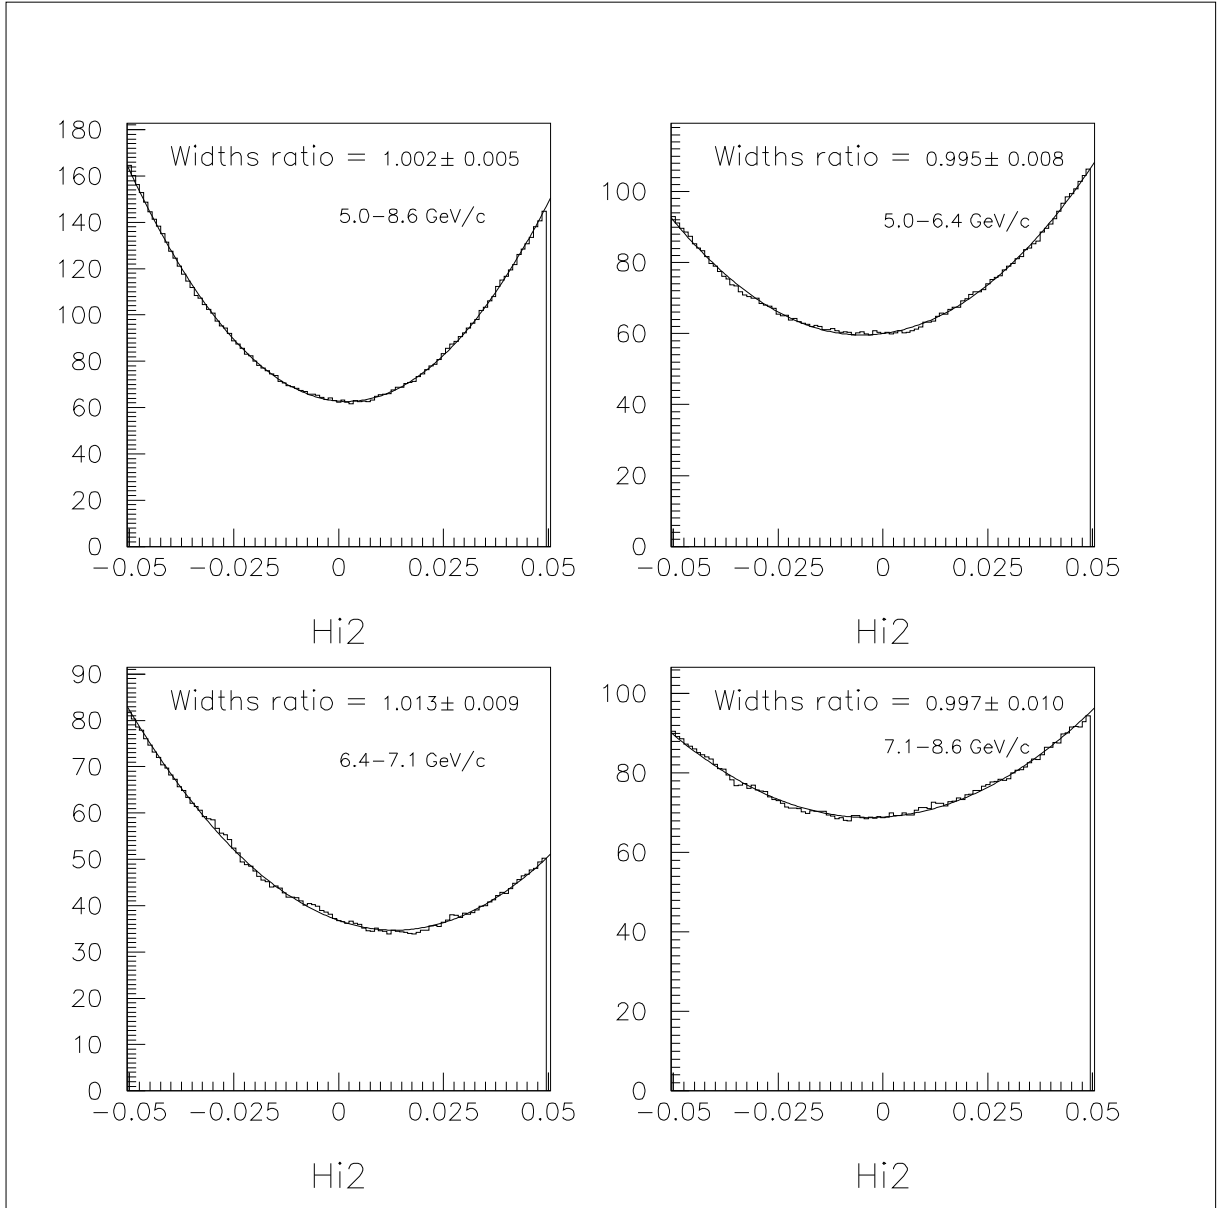 180
160
140
120
100
80
60
40
20
0
Widths ratio = 1.002± 0.005
5.0−8.6 GeV/c
−0.05 −0.025 0 0.025 0.05
Hi2
100
80
60
40
20
0
Widths ratio = 0.995± 0.008
5.0−6.4 GeV/c
−0.05 −0.025 0 0.025 0.05
Hi2
90
80
70
60
50
40
30
20
10
0
Widths ratio = 1.013± 0.009
6.4−7.1 GeV/c
−0.05 −0.025 0 0.025 0.05
Hi2
100
80
60
40
20
0
Widths ratio = 0.997± 0.010
7.1−8.6 GeV/c
−0.05 −0.025 0 0.025 0.05
Hi2